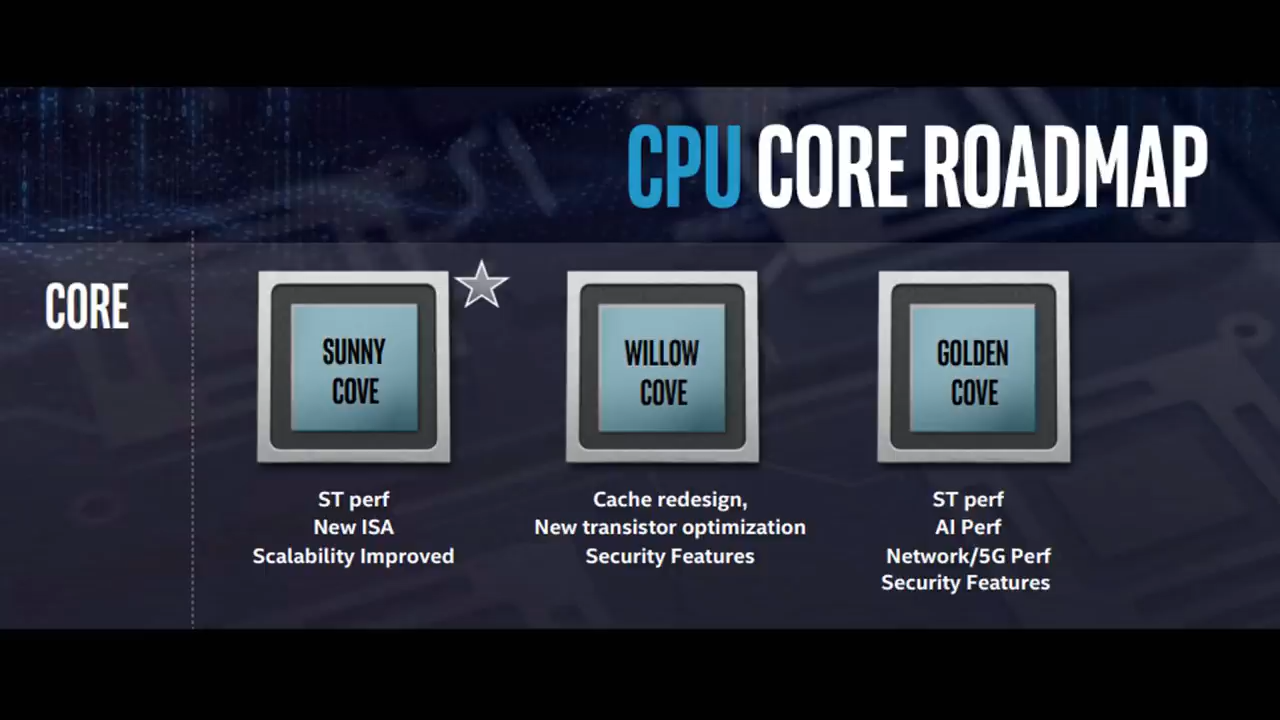 CPU CORE ROADMAP
CORE
SUNNY
COVE
ST perf
New ISA
Scalability Improved
WILLOW
COVE
Cache redesign,
New transistor optimization
Security Features
GOLDEN
COVE
ST perf
AI Perf
Network/5G Perf
Security Features